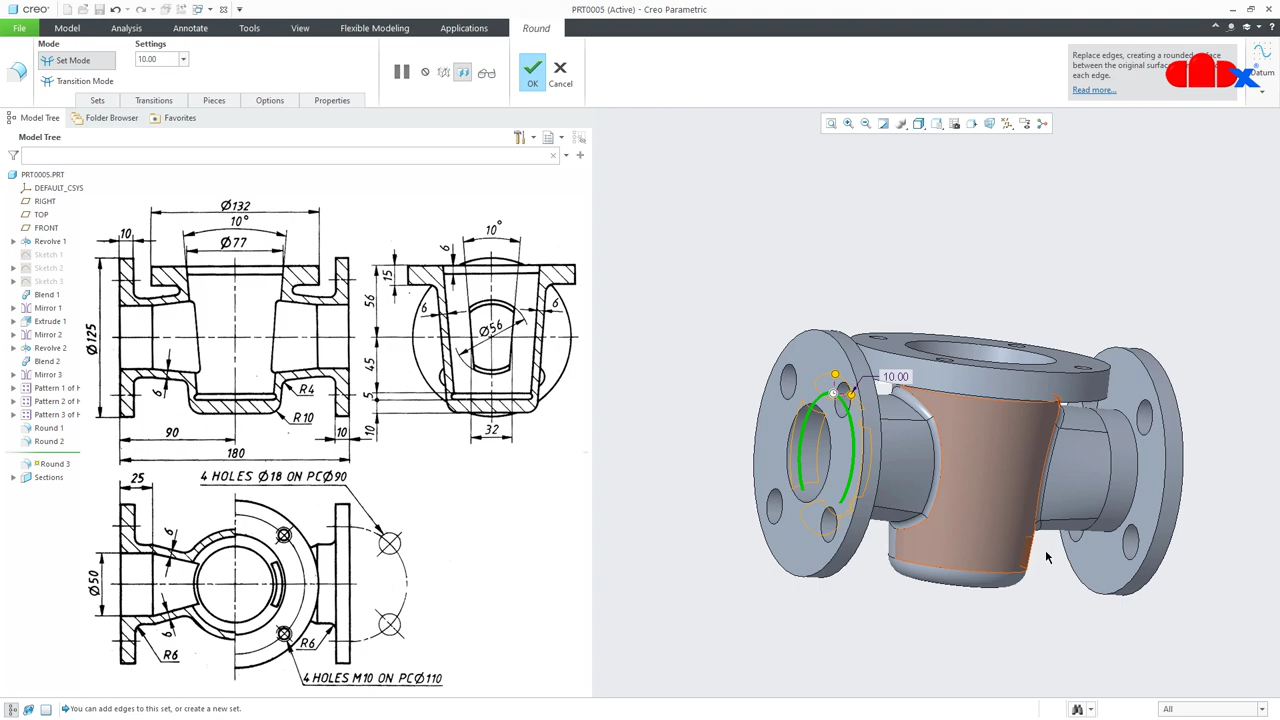 creo
PRT0005 (Active) - Creo Parametric
File Model Analysis Annotate Tools View Flexible Modeling Applications Round
Mode Settings
Set Mode 10.00
Transition Mode
OK Cancel
Replace edges, creating a rounded
between the original
each edge.
Read more...
Datum
Sets Transitions Pieces Options Properties
Model Tree Folder Browser Favorites
Model Tree
PRT0005.PRT
DEFAULT_CSYS
RIGHT
TOP
FRONT
Revolve 1
Sketch 1
Sketch 2
Sketch 3
Blend 1
Mirror 1
Extrude 1
Mirror 2
Revolve 2
Blend 2
Mirror 3
Pattern 1 of H
Pattern 2 of H
Pattern 3 of H
Round 1
Round 2
Round 3
Sections
Ø132
10°
10
Ø77
Ø125
6
R4
R10
90
10
180
10°
6
15
56
6
6
Ø56
45
5
10
32
25
4 HOLES Ø18 ON PCØ90
6
Ø50
6
R6
R6
4 HOLES M10 ON PCØ110
10.00
You can add edges to this set, or create a new set.
All